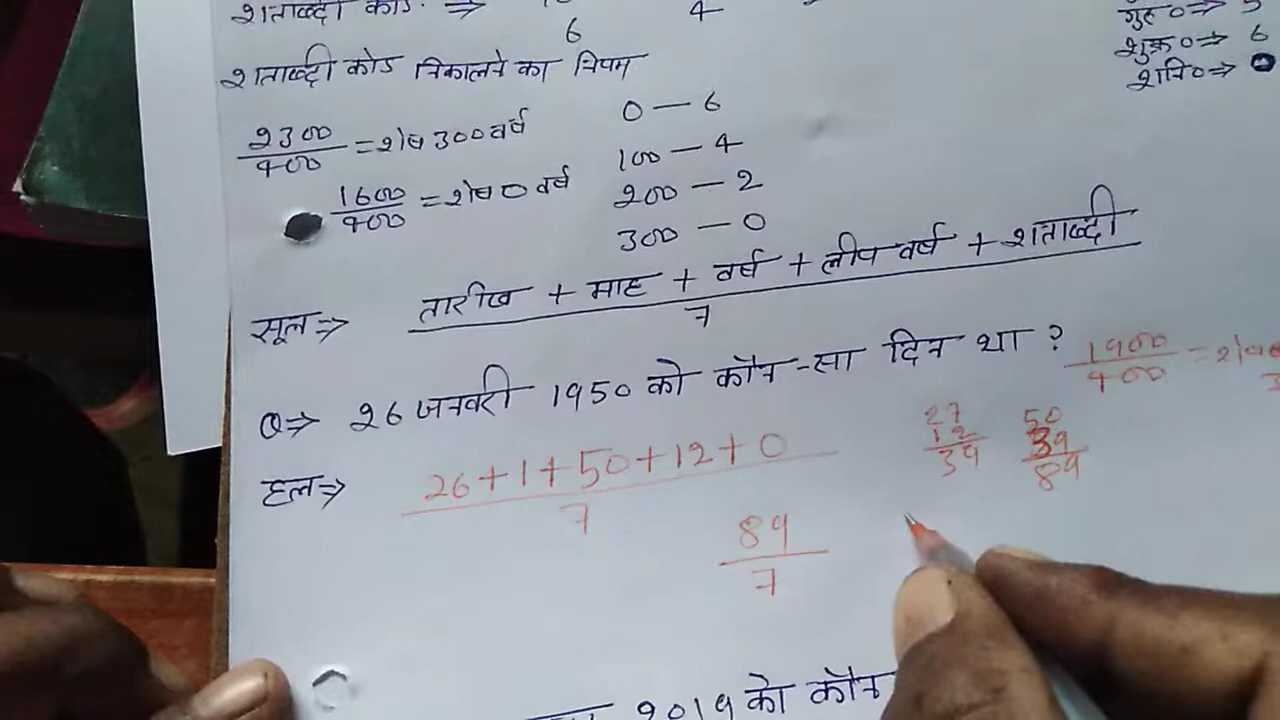 शताब्दी कोड ⇒
6
4
गुरु०⇒ 5
शुक्र०⇒ 6
शनि०⇒ 0
शताब्दी कोड निकालने का नियम
2300/400 = शेष 300 वर्ष
1600/400 = शेष 0 वर्ष
0 — 6
100 — 4
200 — 2
300 — 0
सूत्र⇒ तारीख + माह + वर्ष + लीप वर्ष + शताब्दी / 7
Q⇒ 26 जनवरी 1950 को कौन-सा दिन था ?
1900/400 = शेष
हल⇒ 26+1+50+12+0 / 7
27
12
39
50
39
89
89/7
2019 को कौन